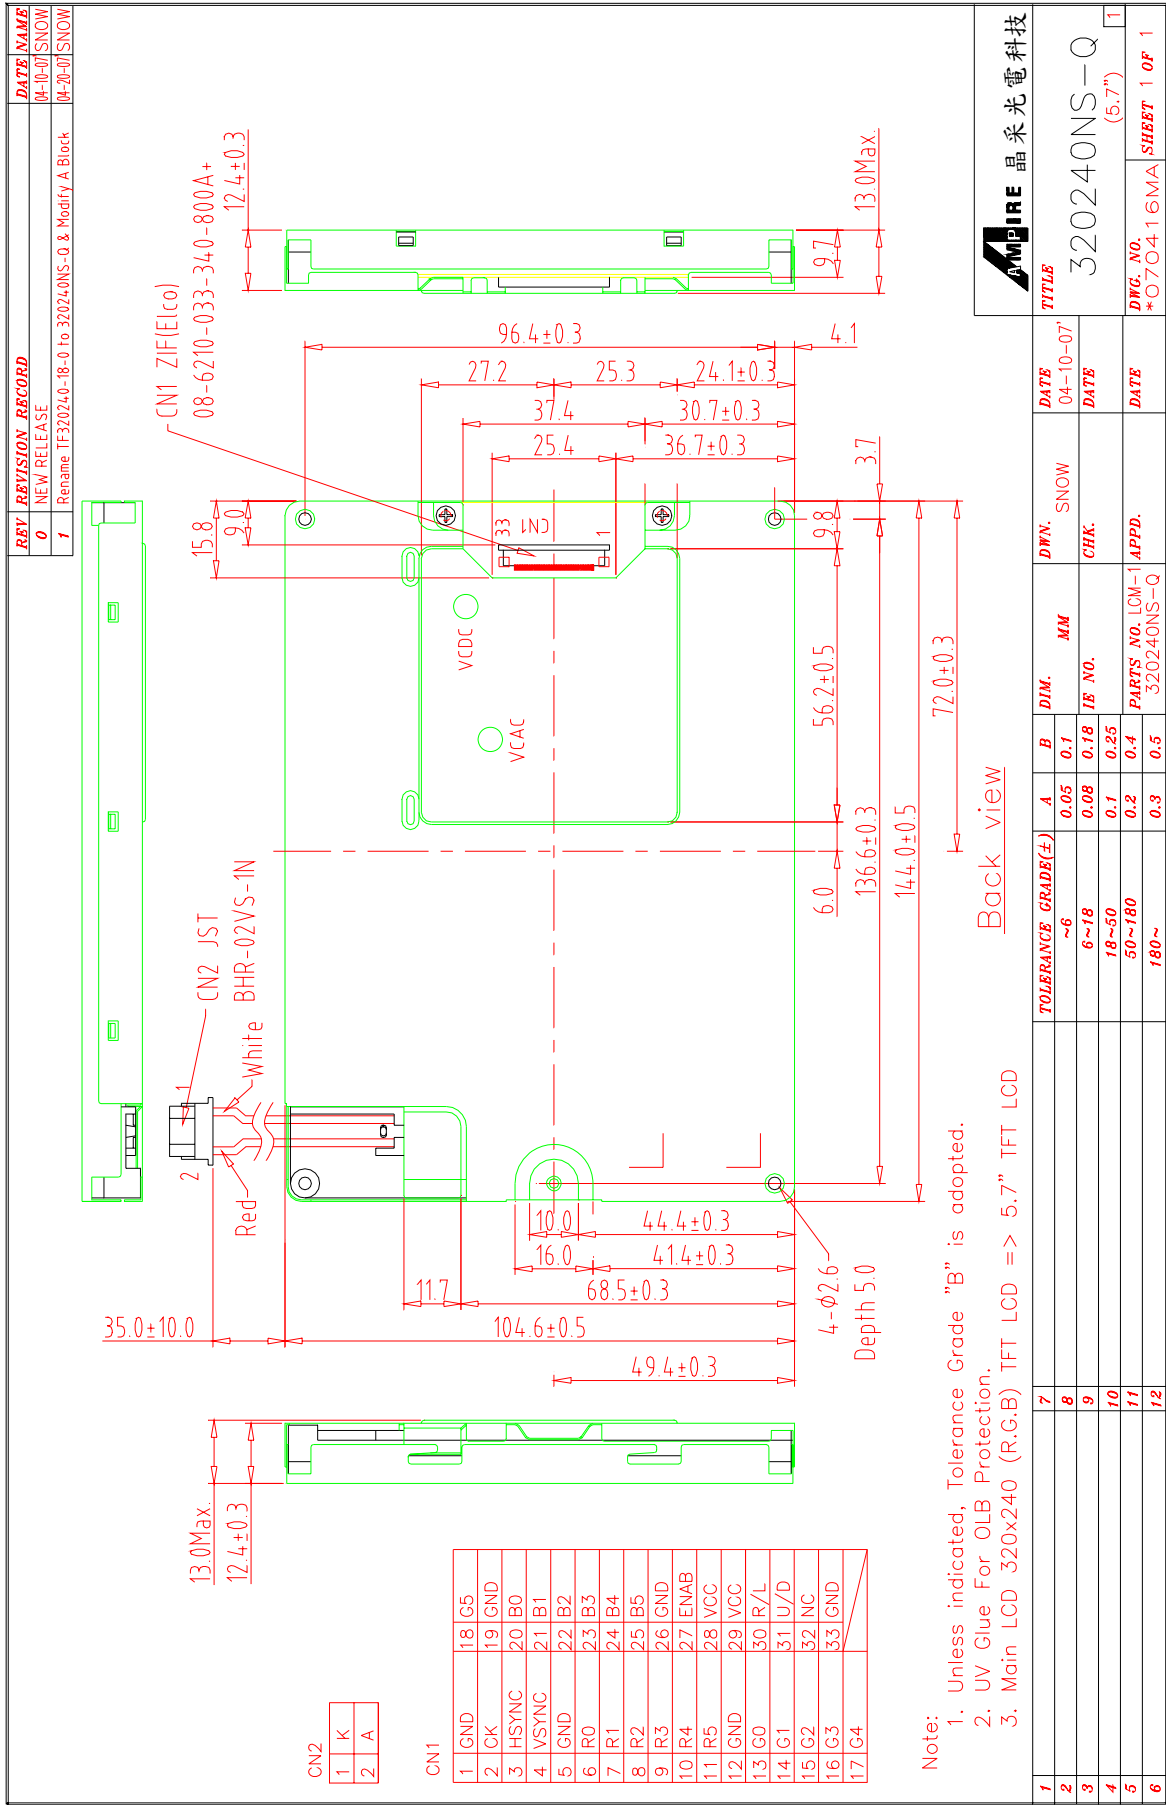 REV REVISION RECORD DATE NAME
0 NEW RELEASE 04-10-07' SNOW
1 Rename TF320240-18-0 to 320240NS-Q & Modify A Block 04-20-07' SNOW
CN1 ZIF(Elco)
08-6210-033-340-800A+
12.4±0.3
13.0Max.
9.7
96.4±0.3
4.1
27.2
25.3
24.1±0.3
37.4
30.7±0.3
25.4
36.7±0.3
3.7
15.8
9.0
9.8
33
CN1
1
VCDC
VCAC
56.2±0.5
72.0±0.3
6.0
136.6±0.3
144.0±0.5
Back view
CN2 JST
BHR-02VS-1N
White
1
2
Red
10.0
44.4±0.3
16.0
41.4±0.3
11.7
68.5±0.3
35.0±10.0
104.6±0.5
49.4±0.3
4-ϕ2.6
Depth 5.0
13.0Max.
12.4±0.3
CN2
1 K
2 A
CN1
1 GND 18 G5
2 CK 19 GND
3 HSYNC 20 B0
4 VSYNC 21 B1
5 GND 22 B2
6 R0 23 B3
7 R1 24 B4
8 R2 25 B5
9 R3 26 GND
10 R4 27 ENAB
11 R5 28 VCC
12 GND 29 VCC
13 G0 30 R/L
14 G1 31 U/D
15 G2 32 NC
16 G3 33 GND
17 G4
Note:
1. Unless indicated, Tolerance Grade "B" is adopted.
2. UV Glue For OLB Protection.
3. Main LCD 320x240 (R.G.B) TFT LCD => 5.7" TFT LCD
1 7
2 8
3 9
4 10
5 11
6 12
TOLERANCE GRADE(±) A B
~6 0.05 0.1
6~18 0.08 0.18
18~50 0.1 0.25
50~180 0.2 0.4
180~ 0.3 0.5
DIM. MM
IE NO.
PARTS NO. LCM-1
320240NS-Q
DWN. SNOW
CHK.
APPD.
DATE
04-10-07'
DATE
DATE
AMPIRE 晶采光電科技
TITLE
320240NS-Q
(5.7")
1
DWG. NO.
*070416MA
SHEET 1 OF 1